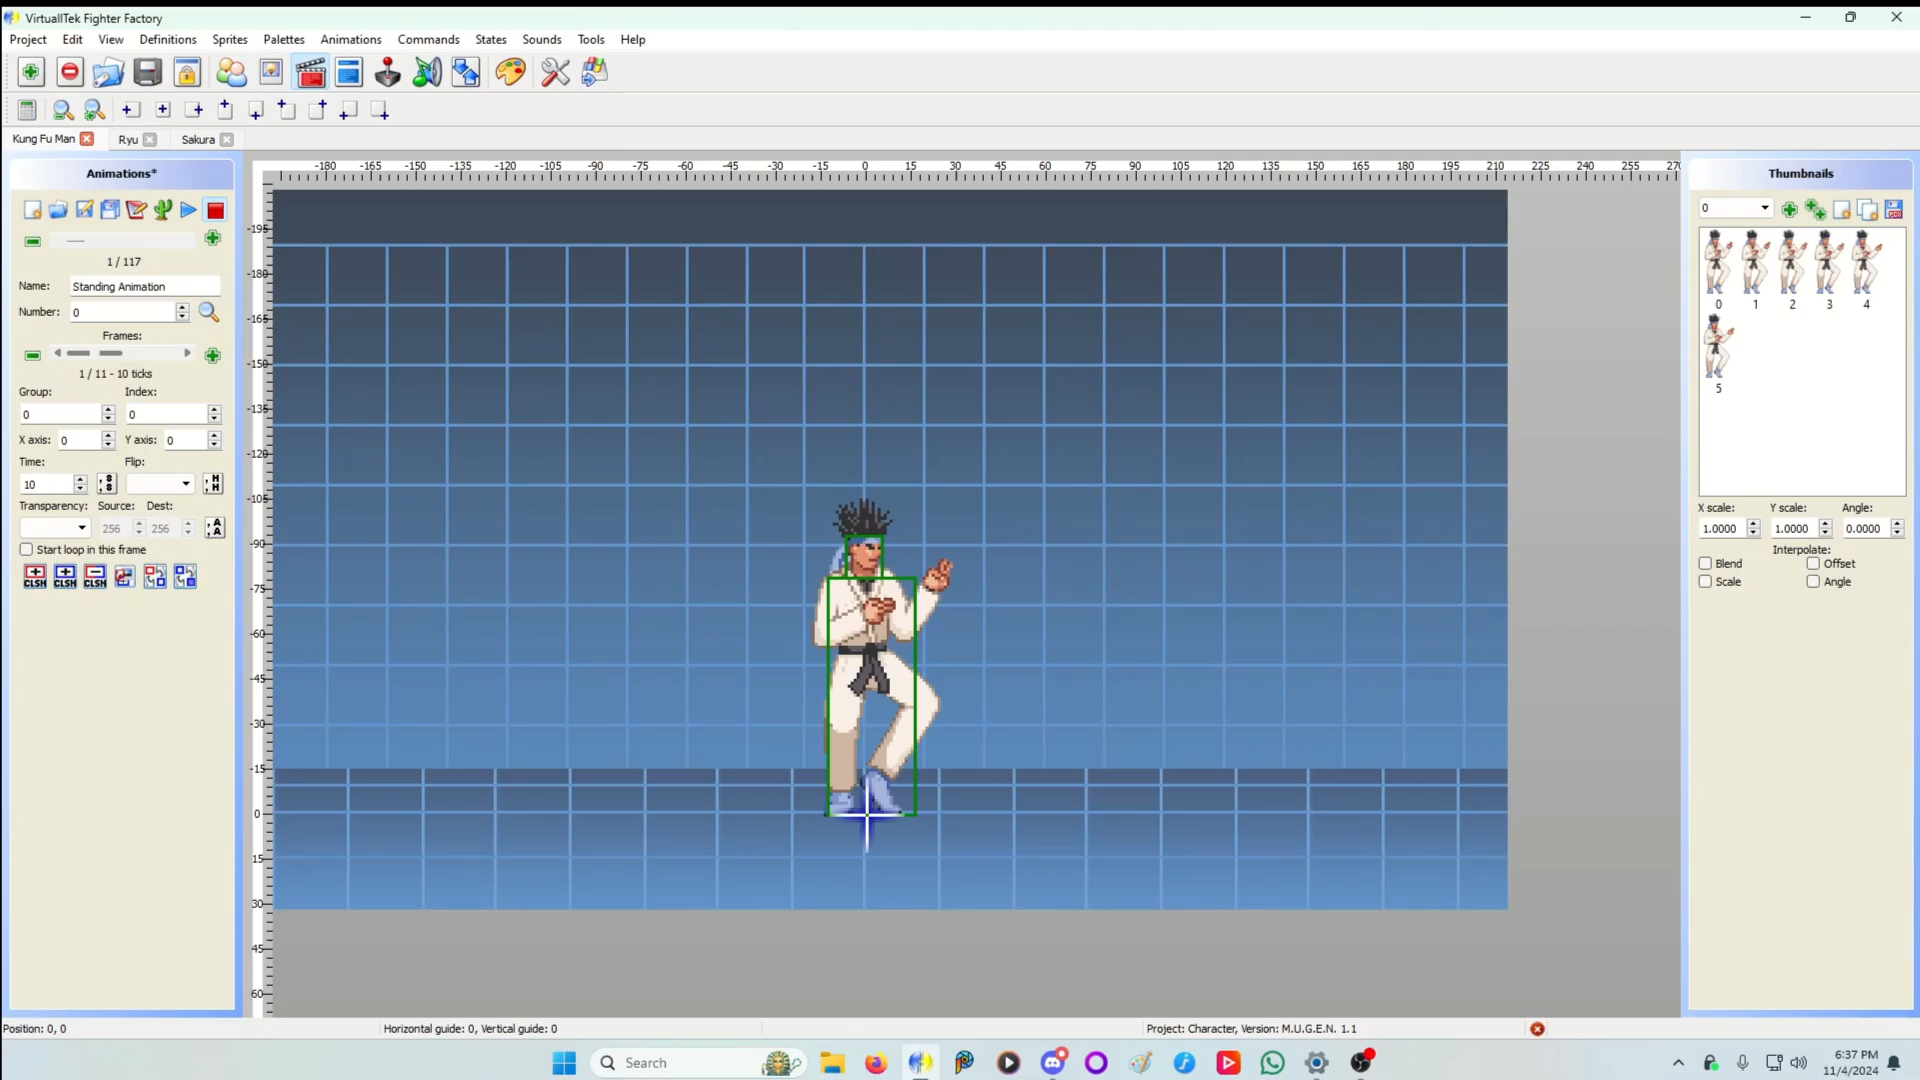 VirtuallTek Fighter Factory
Project Edit View Definitions Sprites Palettes Animations Commands States Sounds Tools Help
Kung Fu Man Ryu Sakura
Animations*
1 / 117
Name: Standing Animation
Number: 0
Frames:
1 / 11 - 10 ticks
Group: Index:
0 0
X axis: 0 Y axis: 0
Time: Flip:
10
Transparency: Source: Dest:
256 256
Start loop in this frame
CLSN CLSN CLSN
-180 -165 -150 -135 -120 -105 -90 -75 -60 -45 -30 -15 0 15 30 45 60 75 90 105 120 135 150 165 180 195 210 225 240 255 270
-195
-180
-165
-150
-135
-120
-105
-90
-75
-60
-45
-30
-15
0
15
30
45
60
Thumbnails
0
0 1 2 3 4
5
X scale: Y scale: Angle:
1.0000 1.0000 0.0000
Interpolate:
Blend Offset
Scale Angle
Position: 0, 0 Horizontal guide: 0, Vertical guide: 0 Project: Character, Version: M.U.G.E.N. 1.1
Search
6:37 PM
11/4/2024